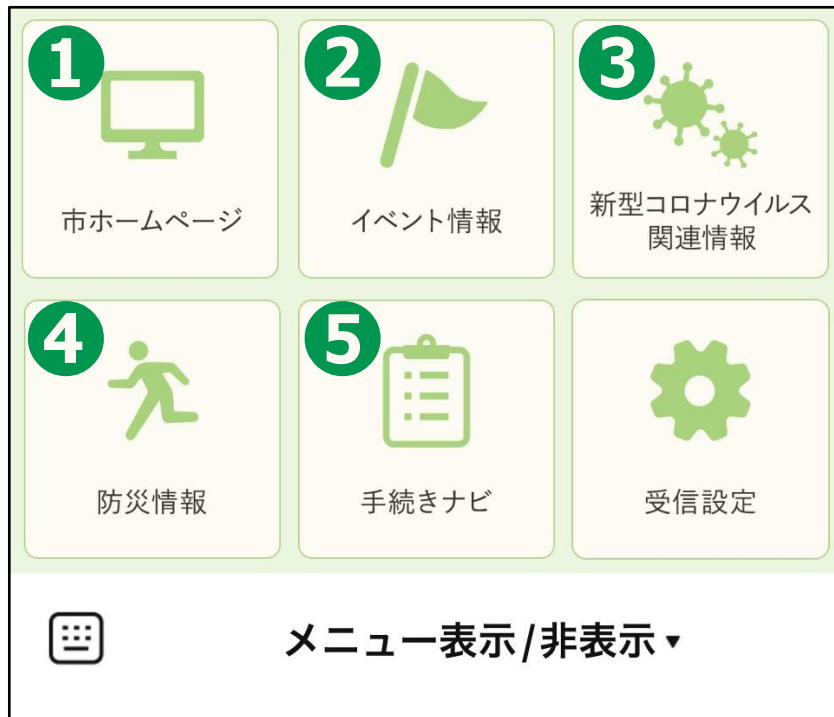 1
市ホームページ
2
イベント情報
3
新型コロナウイルス
関連情報
4
防災情報
5
手続きナビ
受信設定
メニュー表示/非表示▼